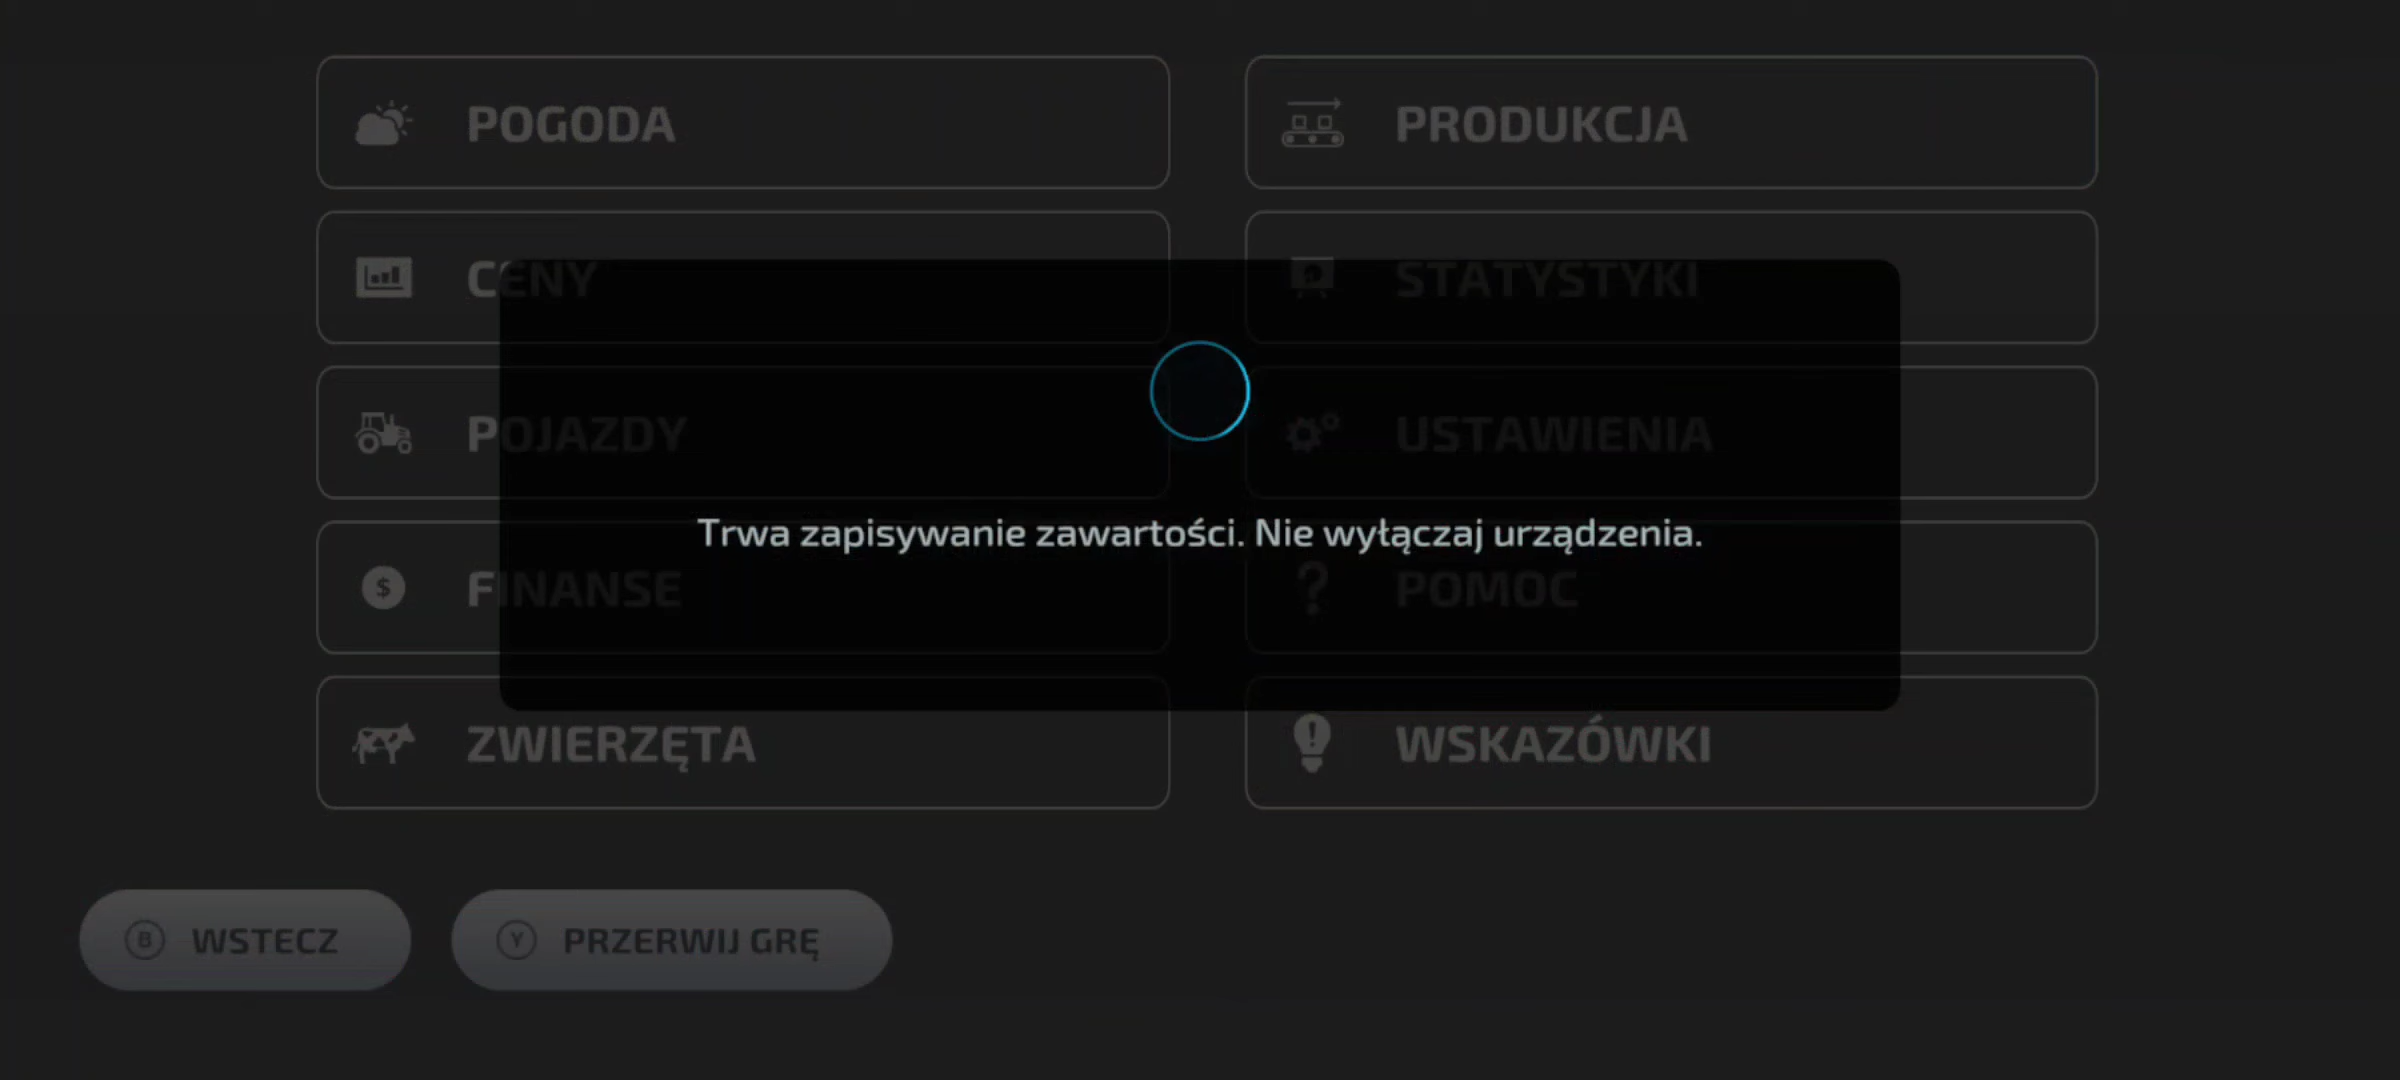 POGODA
PRODUKCJA
CENY
STATYSTYKI
POJAZDY
USTAWIENIA
Trwa zapisywanie zawartości. Nie wyłączaj urządzenia.
FINANSE
POMOC
ZWIERZĘTA
WSKAZÓWKI
B WSTECZ
Y PRZERWIJ GRĘ